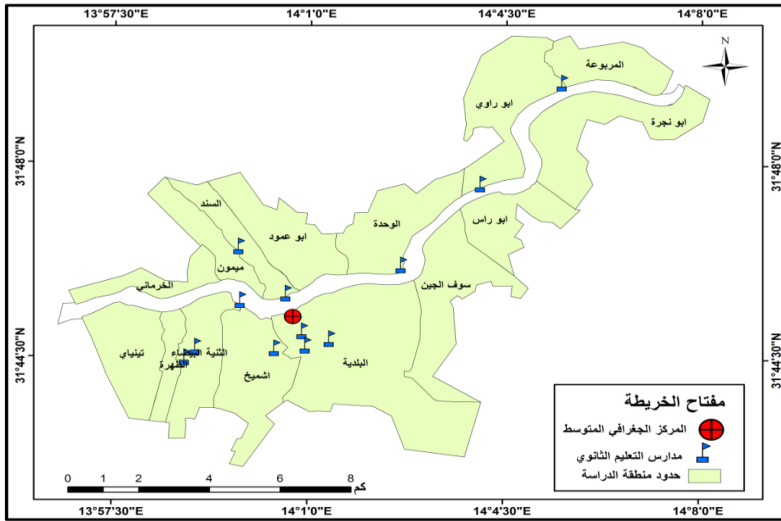 13°57'30"E 14°1'0"E 14°4'30"E 14°8'0"E
المربوعة
N
ابو راوي
ابو نجرة
31°48'0"N 31°48'0"N
السند
ابو راس
الوحدة
ابو عمود
ميمون
سوف الجين
الخرماني
31°44'30"N 31°44'30"N
الثنية البيضاء
تينياي
الظهرة
البلدية
اشميخ
مفتاح الخريطة
المركز الجغرافي المتوسط
مدارس التعليم الثانوي
حدود منطقة الدراسة
0 1 2 4 6 8
كم
13°57'30"E 14°1'0"E 14°4'30"E 14°8'0"E